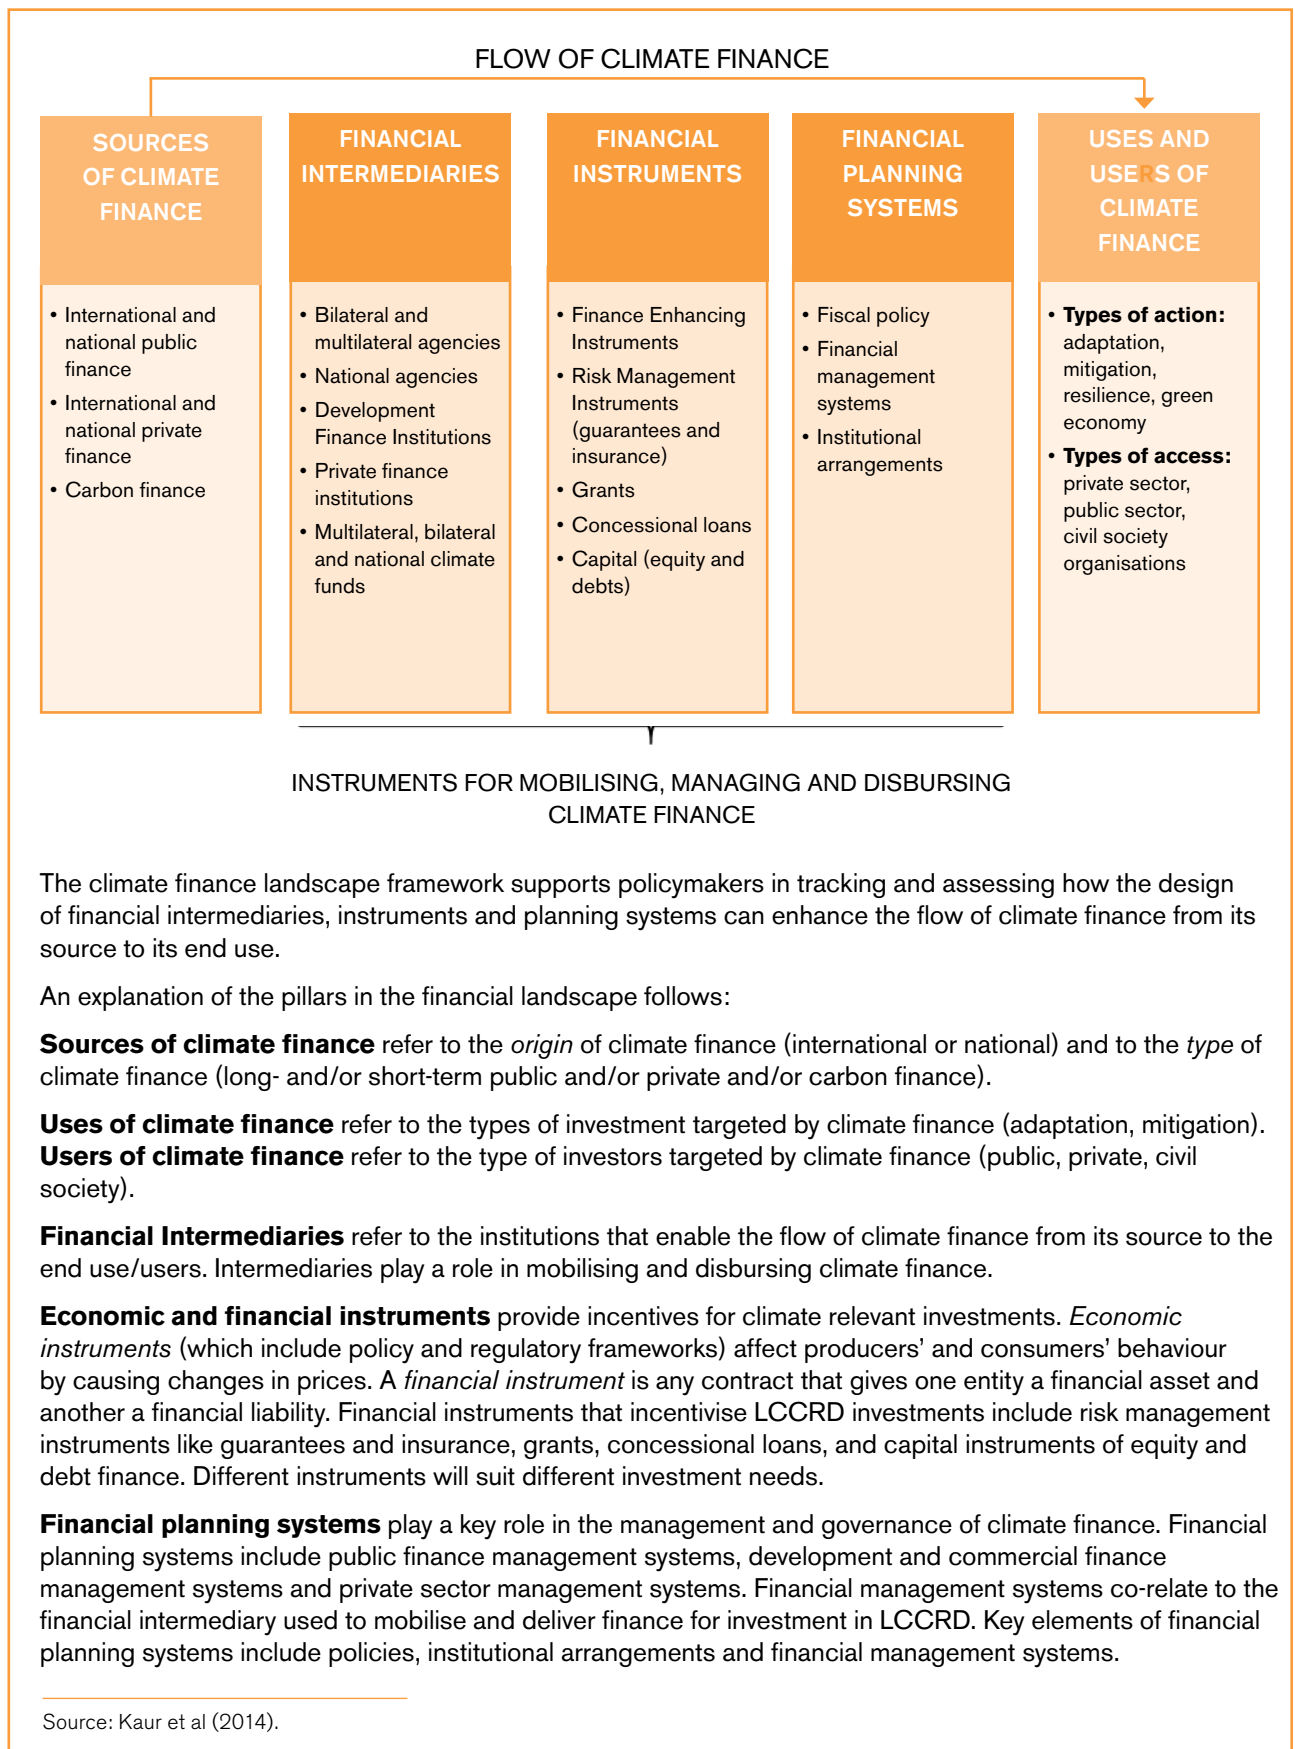 FLOW OF CLIMATE FINANCE
SOURCES
OF CLIMATE
FINANCE
• International and
national public
finance
• International and
national private
finance
• Carbon finance
FINANCIAL
INTERMEDIARIES
• Bilateral and
multilateral agencies
• National agencies
• Development
Finance Institutions
• Private finance
institutions
• Multilateral, bilateral
and national climate
funds
FINANCIAL
INSTRUMENTS
• Finance Enhancing
Instruments
• Risk Management
Instruments
(guarantees and
insurance)
• Grants
• Concessional loans
• Capital (equity and
debts)
FINANCIAL
PLANNING
SYSTEMS
• Fiscal policy
• Financial
management
systems
• Institutional
arrangements
USES AND
USERS OF
CLIMATE
FINANCE
• Types of action:
adaptation,
mitigation,
resilience, green
economy
• Types of access:
private sector,
public sector,
civil society
organisations
INSTRUMENTS FOR MOBILISING, MANAGING AND DISBURSING
CLIMATE FINANCE
The climate finance landscape framework supports policymakers in tracking and assessing how the design
of financial intermediaries, instruments and planning systems can enhance the flow of climate finance from its
source to its end use.
An explanation of the pillars in the financial landscape follows:
Sources of climate finance refer to the origin of climate finance (international or national) and to the type of
climate finance (long- and/or short-term public and/or private and/or carbon finance).
Uses of climate finance refer to the types of investment targeted by climate finance (adaptation, mitigation).
Users of climate finance refer to the type of investors targeted by climate finance (public, private, civil
society).
Financial Intermediaries refer to the institutions that enable the flow of climate finance from its source to the
end use/users. Intermediaries play a role in mobilising and disbursing climate finance.
Economic and financial instruments provide incentives for climate relevant investments. Economic
instruments (which include policy and regulatory frameworks) affect producers’ and consumers’ behaviour
by causing changes in prices. A financial instrument is any contract that gives one entity a financial asset and
another a financial liability. Financial instruments that incentivise LCCRD investments include risk management
instruments like guarantees and insurance, grants, concessional loans, and capital instruments of equity and
debt finance. Different instruments will suit different investment needs.
Financial planning systems play a key role in the management and governance of climate finance. Financial
planning systems include public finance management systems, development and commercial finance
management systems and private sector management systems. Financial management systems co-relate to the
financial intermediary used to mobilise and deliver finance for investment in LCCRD. Key elements of financial
planning systems include policies, institutional arrangements and financial management systems.
Source: Kaur et al (2014).